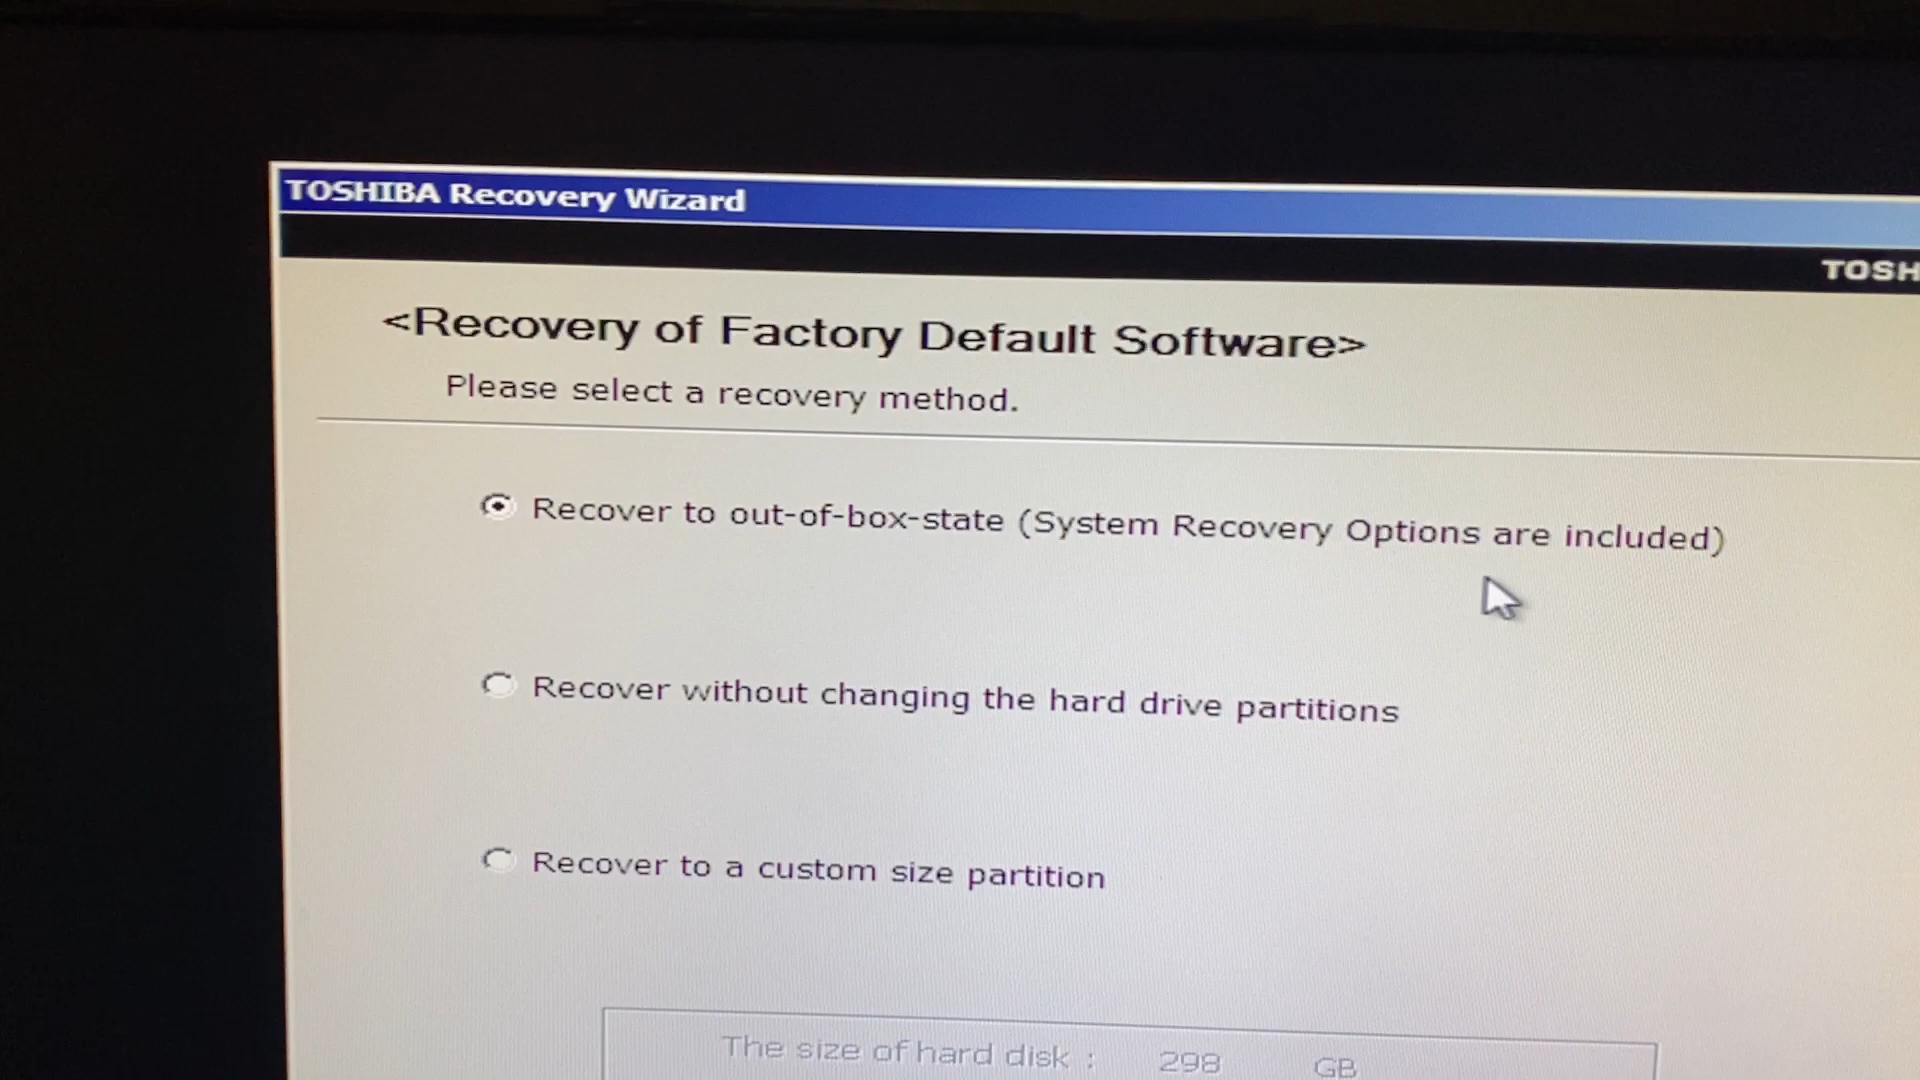 TOSHIBA Recovery Wizard
TOSH
<Recovery of Factory Default Software>
Please select a recovery method.
Recover to out-of-box-state (System Recovery Options are included)
Recover without changing the hard drive partitions
Recover to a custom size partition
The size of hard disk : 298 GB